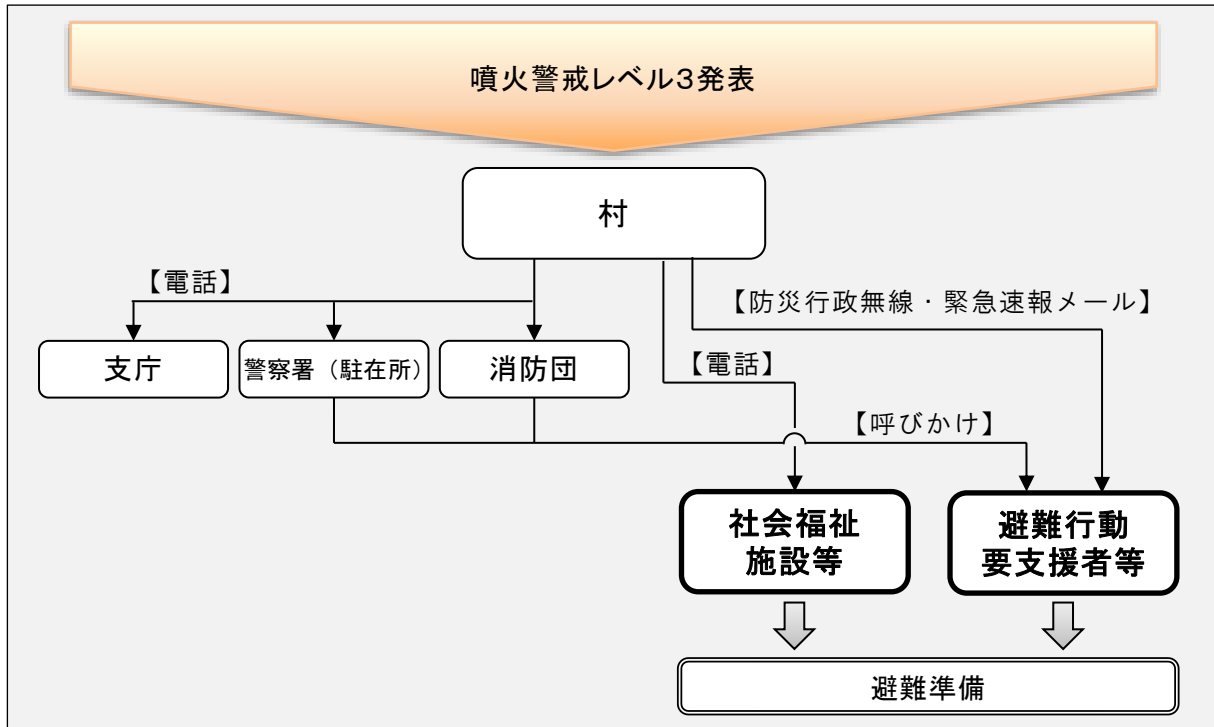 噴火警戒レベル3発表
村
【電話】
【防災行政無線・緊急速報メール】
支庁
警察署（駐在所）
消防団
【電話】
【呼びかけ】
社会福祉
施設等
避難行動
要支援者等
避難準備